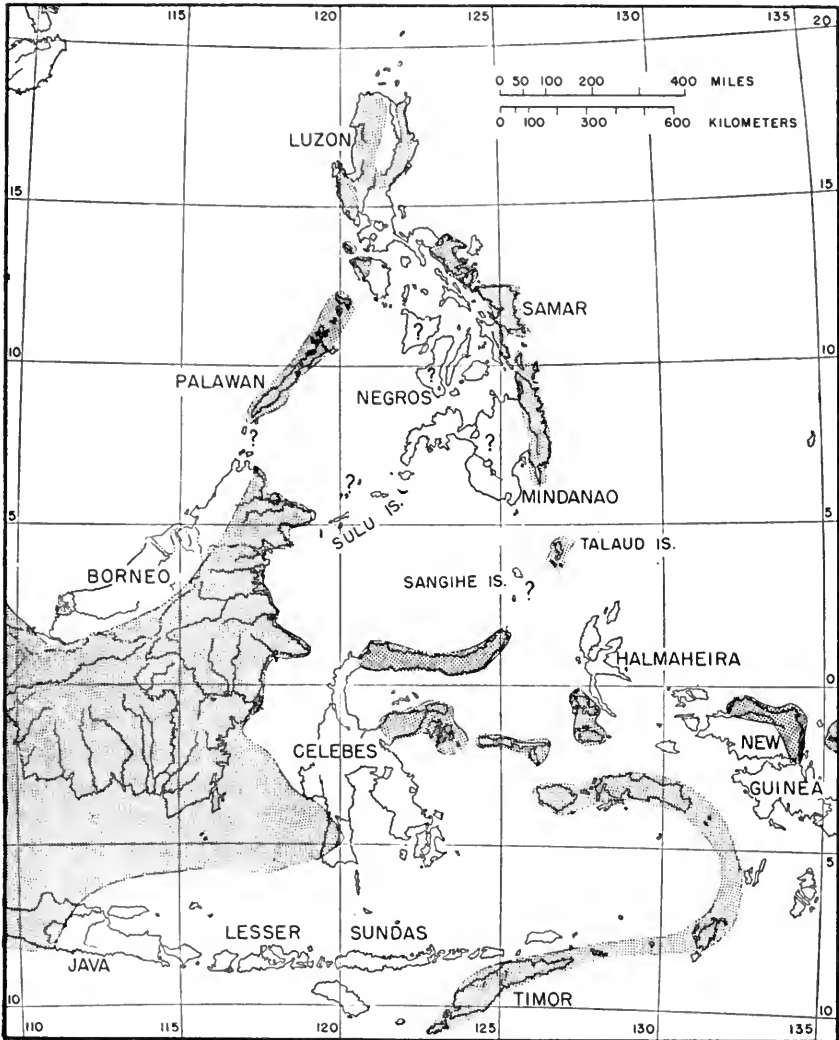 110 115 120 125 130 135 20
0 50 100 200 400 MILES
0 100 300 600 KILOMETERS
LUZON
15 15
SAMAR
?
10 10
PALAWAN
?
NEGROS
? ?
?
MINDANAO
5 5
SULU IS.
TALAUD IS.
BORNEO
SANGIHE IS. ?
HALMAHEIRA
0 0
NEW
CELEBES
GUINEA
5 5
LESSER SUNDAS
JAVA
TIMOR
10 10
110 115 120 125 130 135